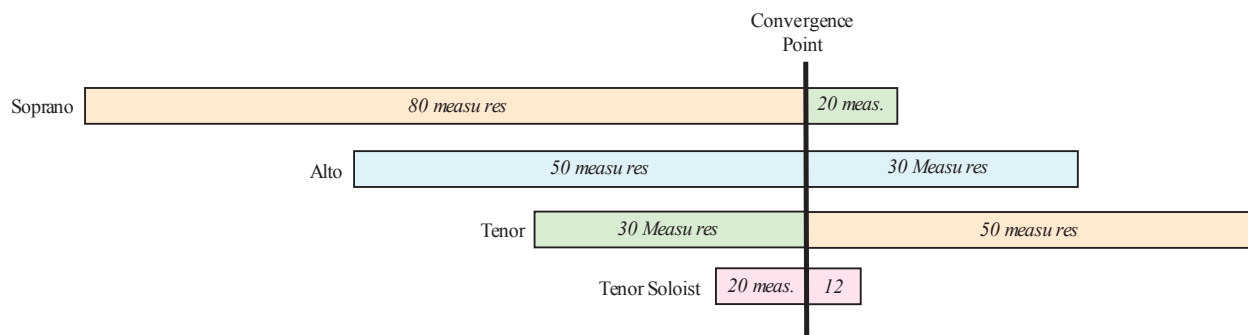 Convergence
Point
Soprano
80 measu res
20 meas.
Alto
50 measu res
30 Measu res
Tenor
30 Measu res
50 measu res
Tenor Soloist
20 meas.
12